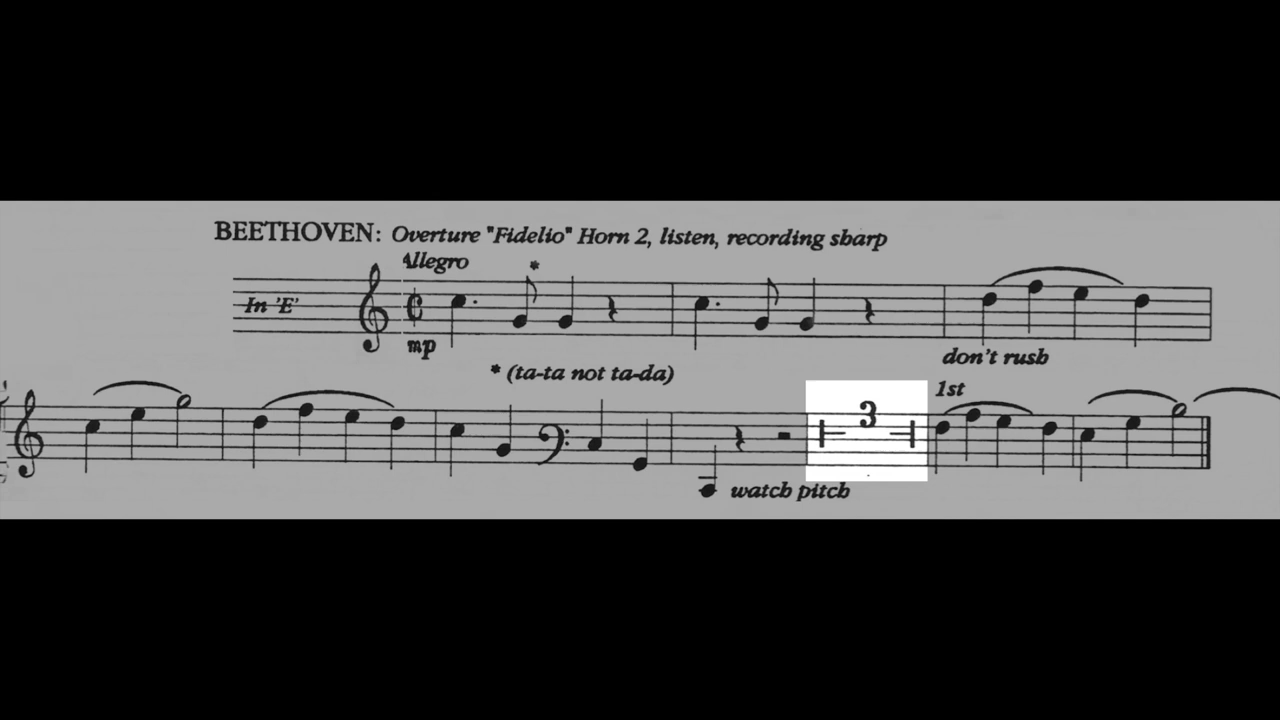 BEETHOVEN: Overture "Fidelio" Horn 2, listen, recording sharp
Allegro
*
In 'E'
mp
don't rush
* (ta-ta not ta-da)
1st
3
watch pitch